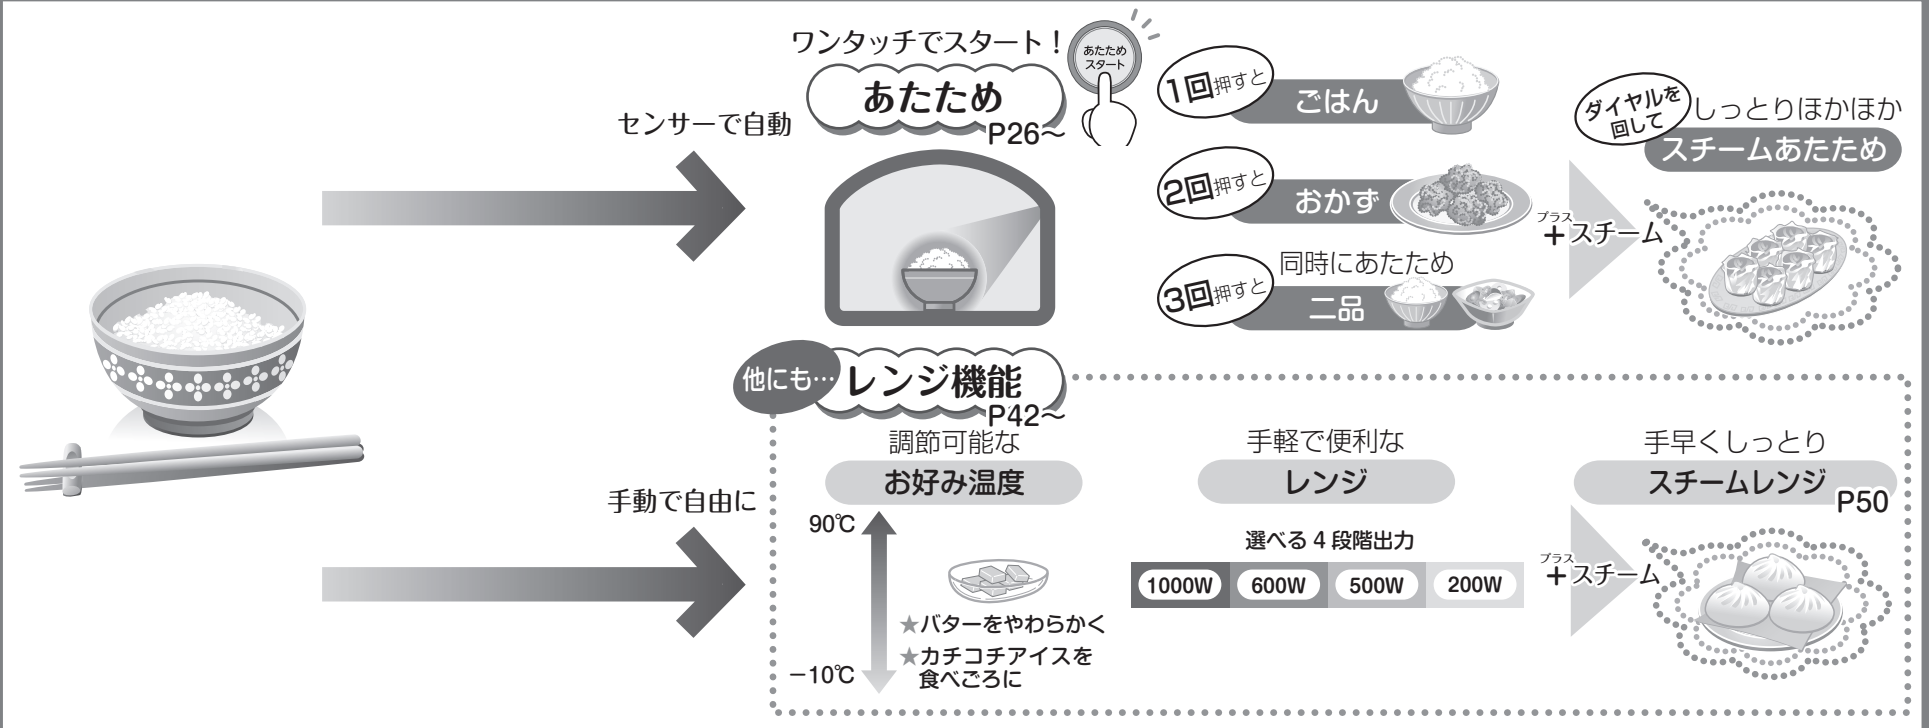 センサーで自動
ワンタッチでスタート！
あたため
P26〜
あたため
スタート
1回押すと
ごはん
2回押すと
おかず
3回押すと
同時にあたため
二品
プラス
+スチーム
ダイヤルを
回して
しっとりほかほか
スチームあたため
手動で自由に
他にも…
レンジ機能
P42〜
調節可能な
お好み温度
90℃
−10℃
★バターをやわらかく
★カチコチアイスを
食べごろに
手軽で便利な
レンジ
選べる 4 段階出力
1000W 600W 500W 200W
プラス
+スチーム
手早くしっとり
スチームレンジ
P50